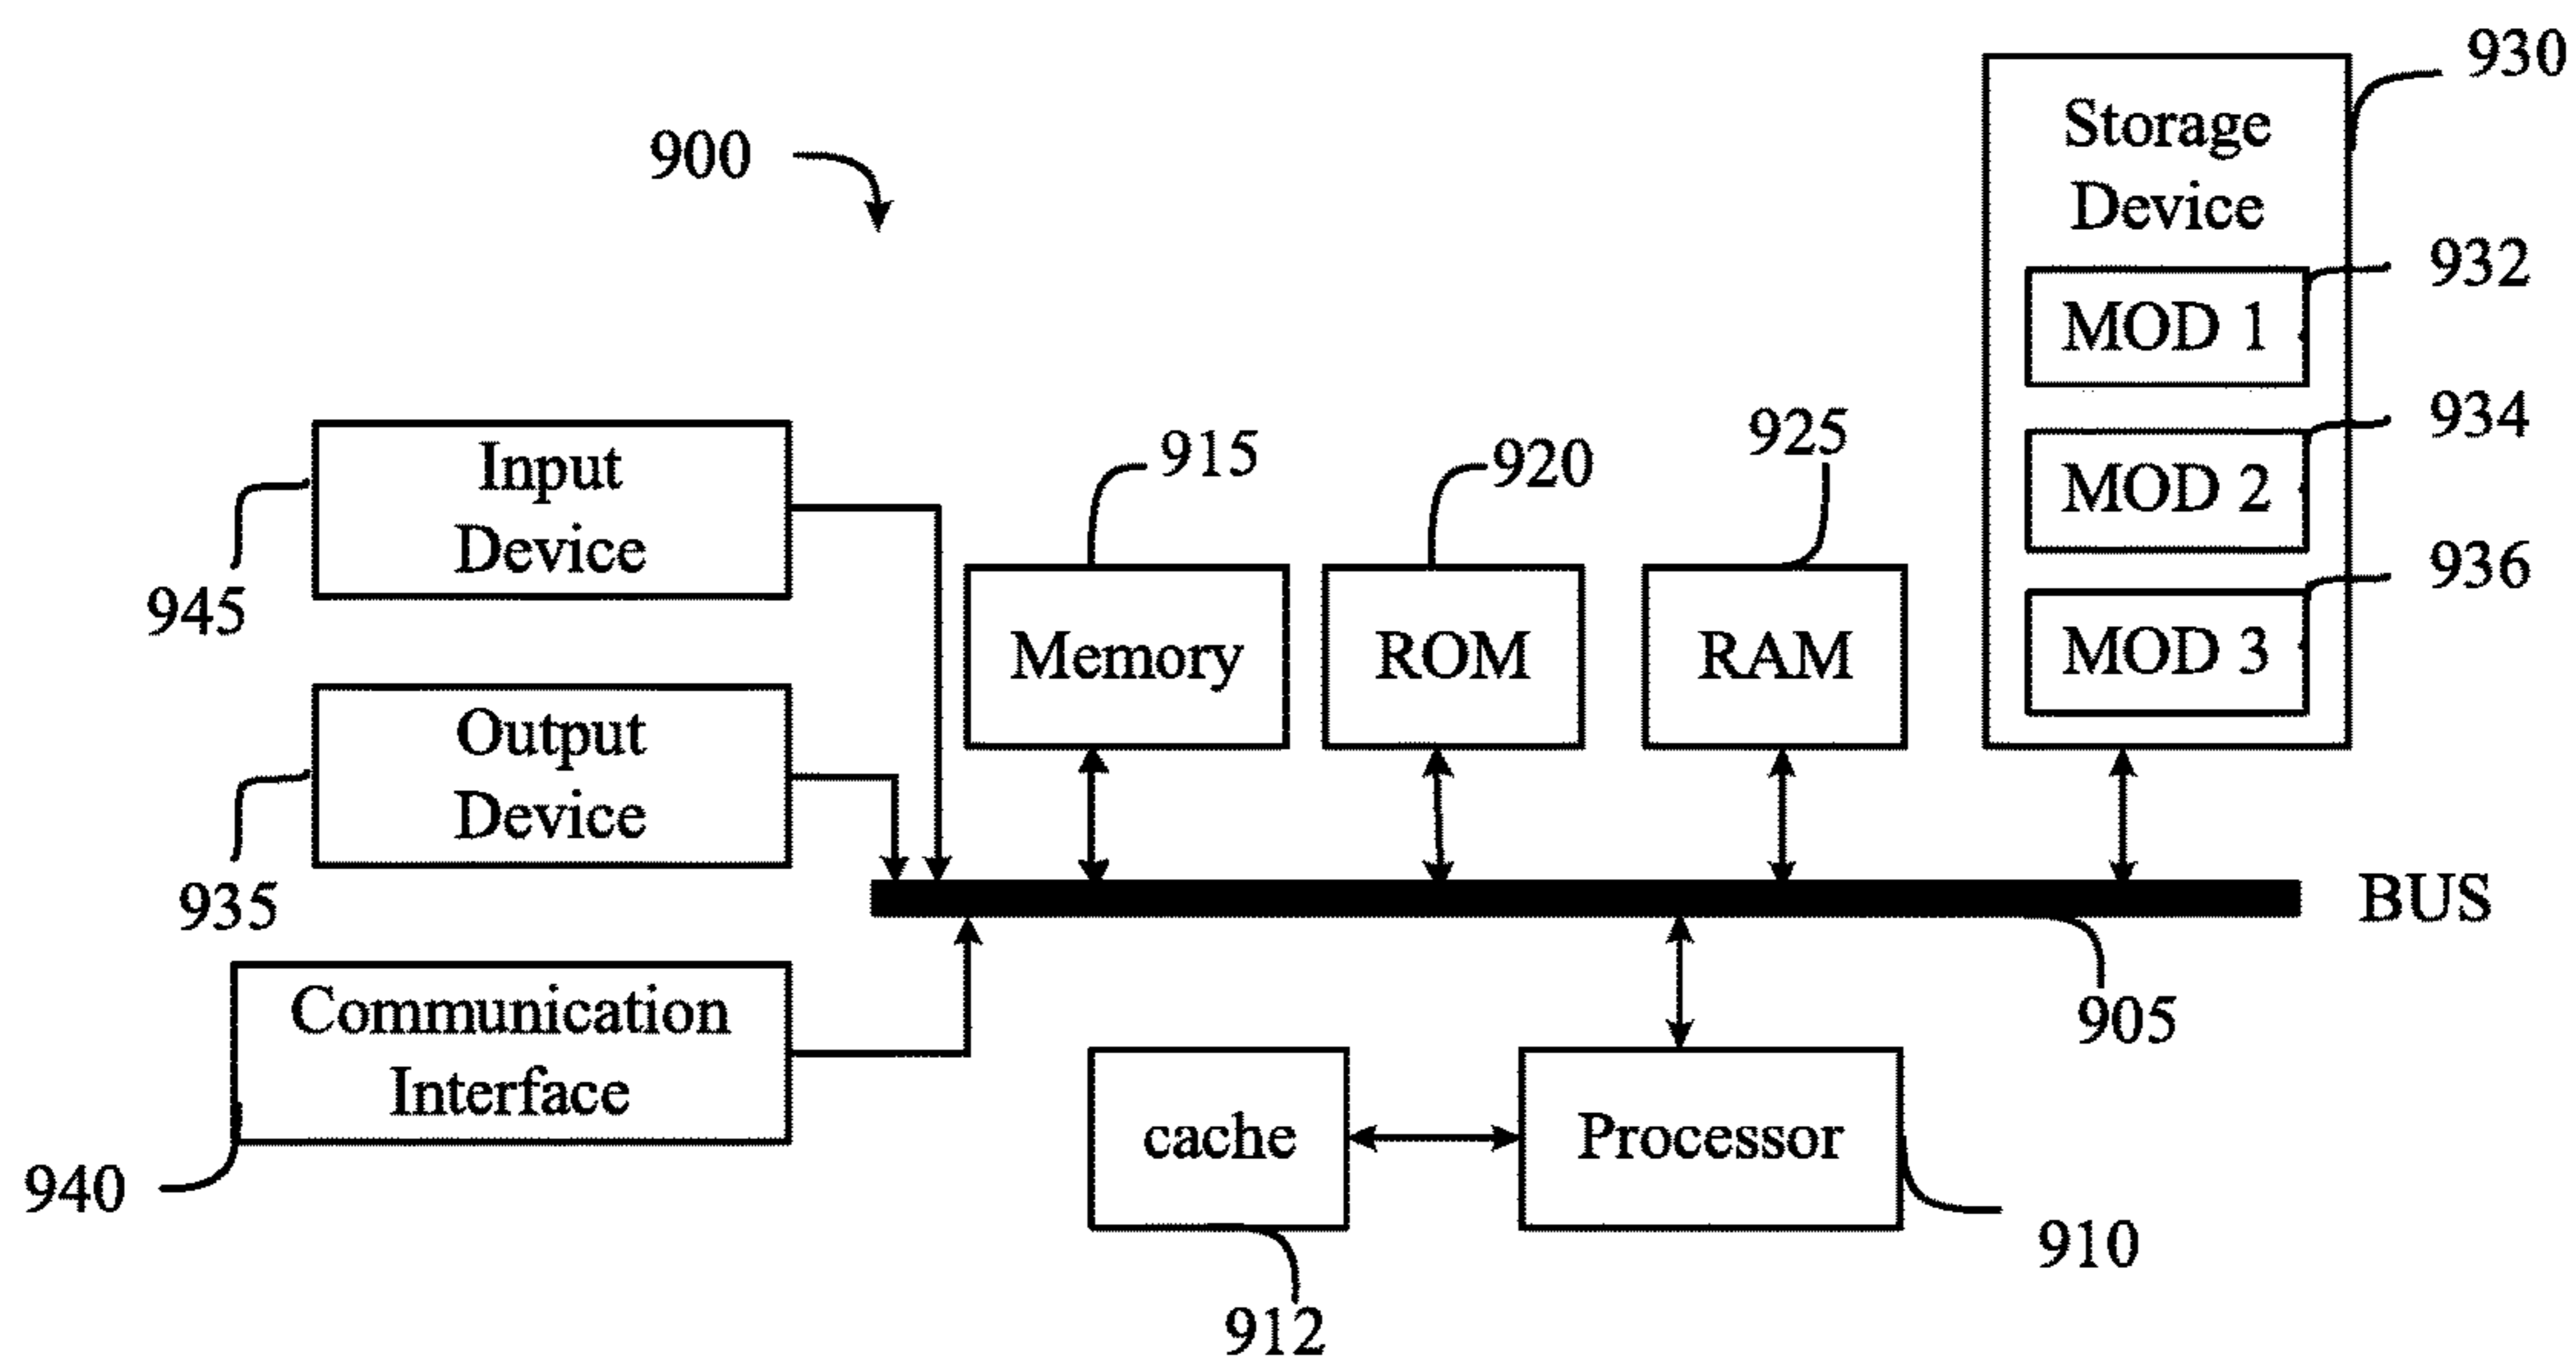 930
Storage
Device
900
932
MOD 1
934
MOD 2
936
MOD 3
945
Input
Device
915
920
925
Memory
ROM
RAM
935
Output
Device
BUS
905
940
Communication
Interface
cache
Processor
910
912